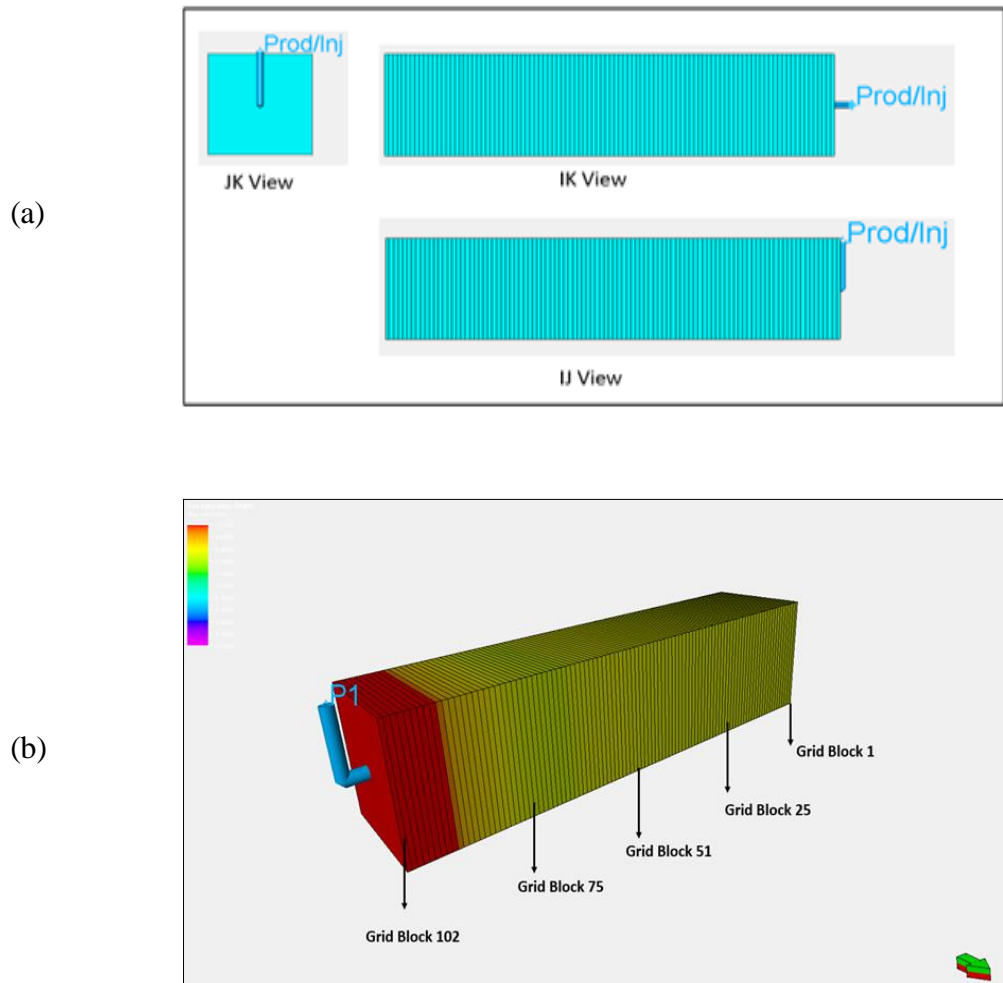 (a)
Prod/Inj
JK View
Prod/Inj
IK View
Prod/Inj
IJ View
(b)
P1
Grid Block 1
Grid Block 25
Grid Block 51
Grid Block 75
Grid Block 102